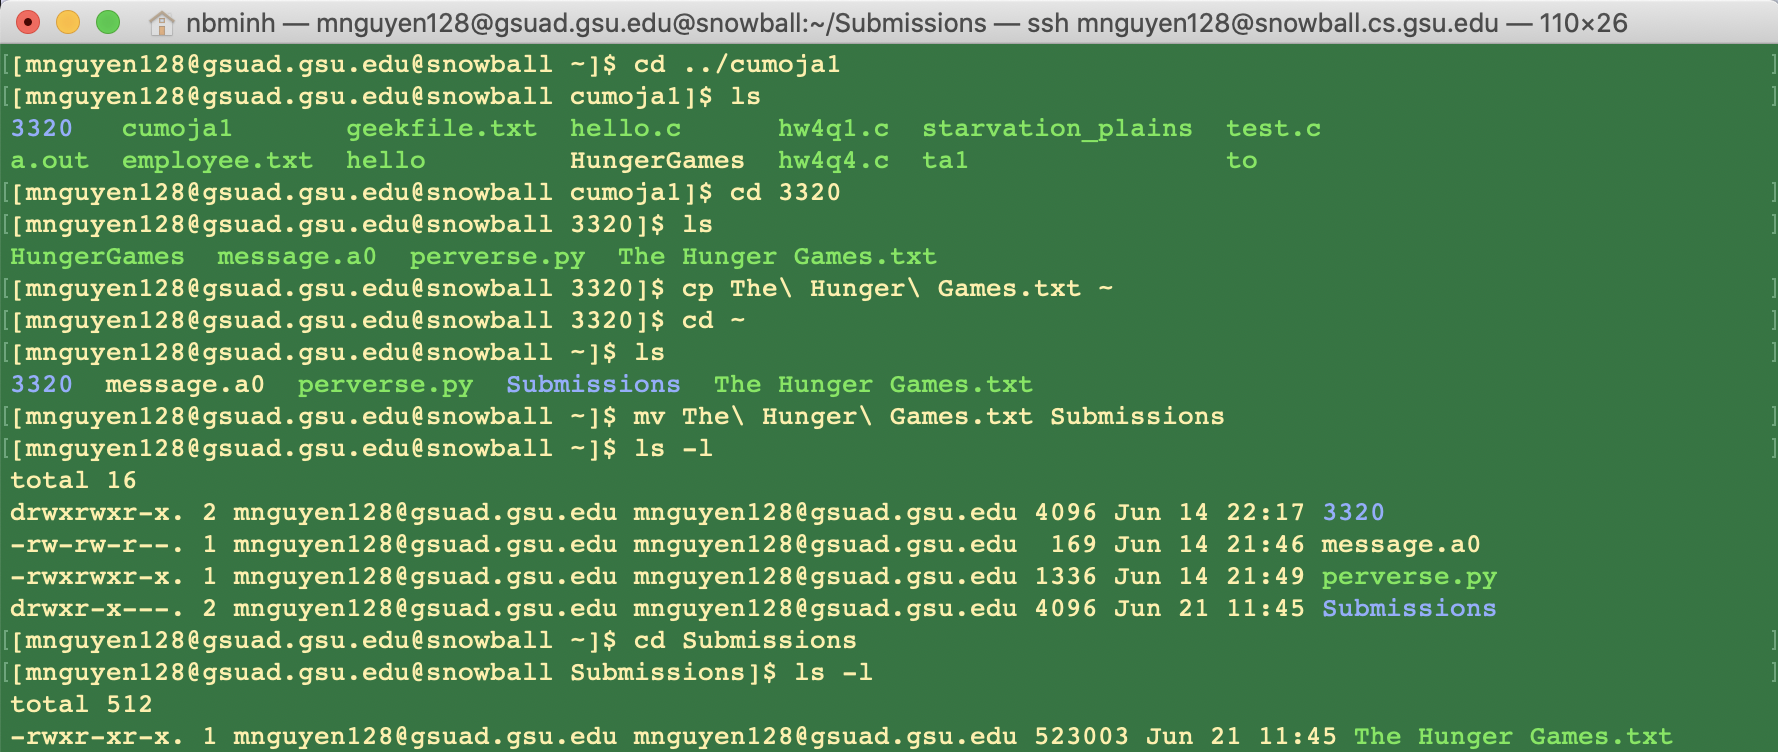 nbminh — mnguyen128@gsuad.gsu.edu@snowball:~/Submissions — ssh mnguyen128@snowball.cs.gsu.edu — 110×26
[mnguyen128@gsuad.gsu.edu@snowball ~]$ cd ../cumoja1
[mnguyen128@gsuad.gsu.edu@snowball cumoja1]$ ls
3320   cumoja1       geekfile.txt  hello.c      hw4q1.c  starvation_plains  test.c
a.out  employee.txt  hello         HungerGames  hw4q4.c  ta1                to
[mnguyen128@gsuad.gsu.edu@snowball cumoja1]$ cd 3320
[mnguyen128@gsuad.gsu.edu@snowball 3320]$ ls
HungerGames  message.a0  perverse.py  The Hunger Games.txt
[mnguyen128@gsuad.gsu.edu@snowball 3320]$ cp The\ Hunger\ Games.txt ~
[mnguyen128@gsuad.gsu.edu@snowball 3320]$ cd ~
[mnguyen128@gsuad.gsu.edu@snowball ~]$ ls
3320  message.a0  perverse.py  Submissions  The Hunger Games.txt
[mnguyen128@gsuad.gsu.edu@snowball ~]$ mv The\ Hunger\ Games.txt Submissions
[mnguyen128@gsuad.gsu.edu@snowball ~]$ ls -l
total 16
drwxrwxr-x. 2 mnguyen128@gsuad.gsu.edu mnguyen128@gsuad.gsu.edu 4096 Jun 14 22:17 3320
-rw-rw-r--. 1 mnguyen128@gsuad.gsu.edu mnguyen128@gsuad.gsu.edu  169 Jun 14 21:46 message.a0
-rwxrwxr-x. 1 mnguyen128@gsuad.gsu.edu mnguyen128@gsuad.gsu.edu 1336 Jun 14 21:49 perverse.py
drwxr-x---. 2 mnguyen128@gsuad.gsu.edu mnguyen128@gsuad.gsu.edu 4096 Jun 21 11:45 Submissions
[mnguyen128@gsuad.gsu.edu@snowball ~]$ cd Submissions
[mnguyen128@gsuad.gsu.edu@snowball Submissions]$ ls -l
total 512
-rwxr-xr-x. 1 mnguyen128@gsuad.gsu.edu mnguyen128@gsuad.gsu.edu 523003 Jun 21 11:45 The Hunger Games.txt